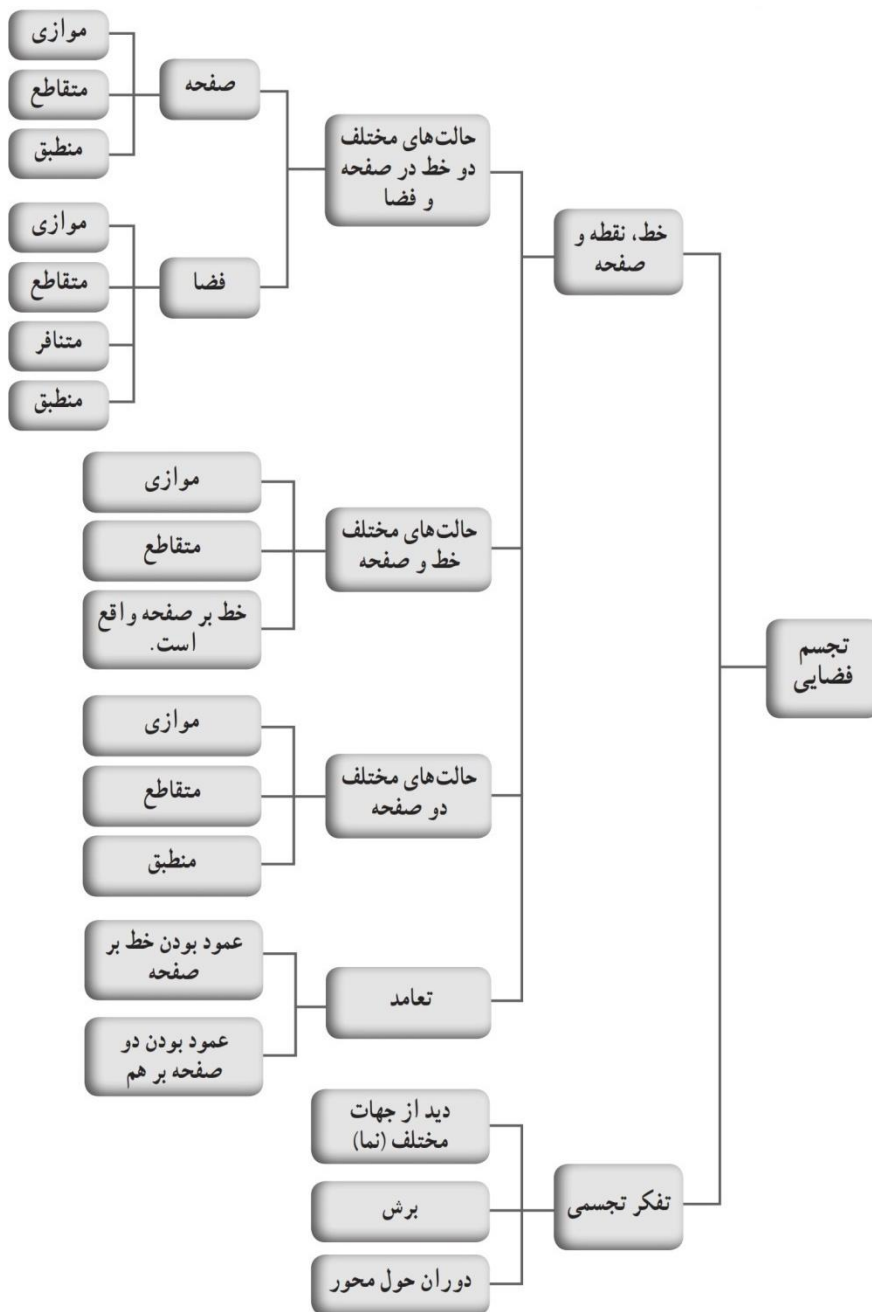 تجسم
فضایی
خط، نقطه و
صفحه
حالت‌های مختلف
دو خط در صفحه
و فضا
صفحه
موازی
متقاطع
منطبق
فضا
موازی
متقاطع
متنافر
منطبق
حالت‌های مختلف
خط و صفحه
موازی
متقاطع
خط بر صفحه واقع
است.
حالت‌های مختلف
دو صفحه
موازی
متقاطع
منطبق
تعامد
عمود بودن خط بر
صفحه
عمود بودن دو
صفحه بر هم
تفکر تجسمی
دید از جهات
مختلف (نما)
برش
دوران حول محور